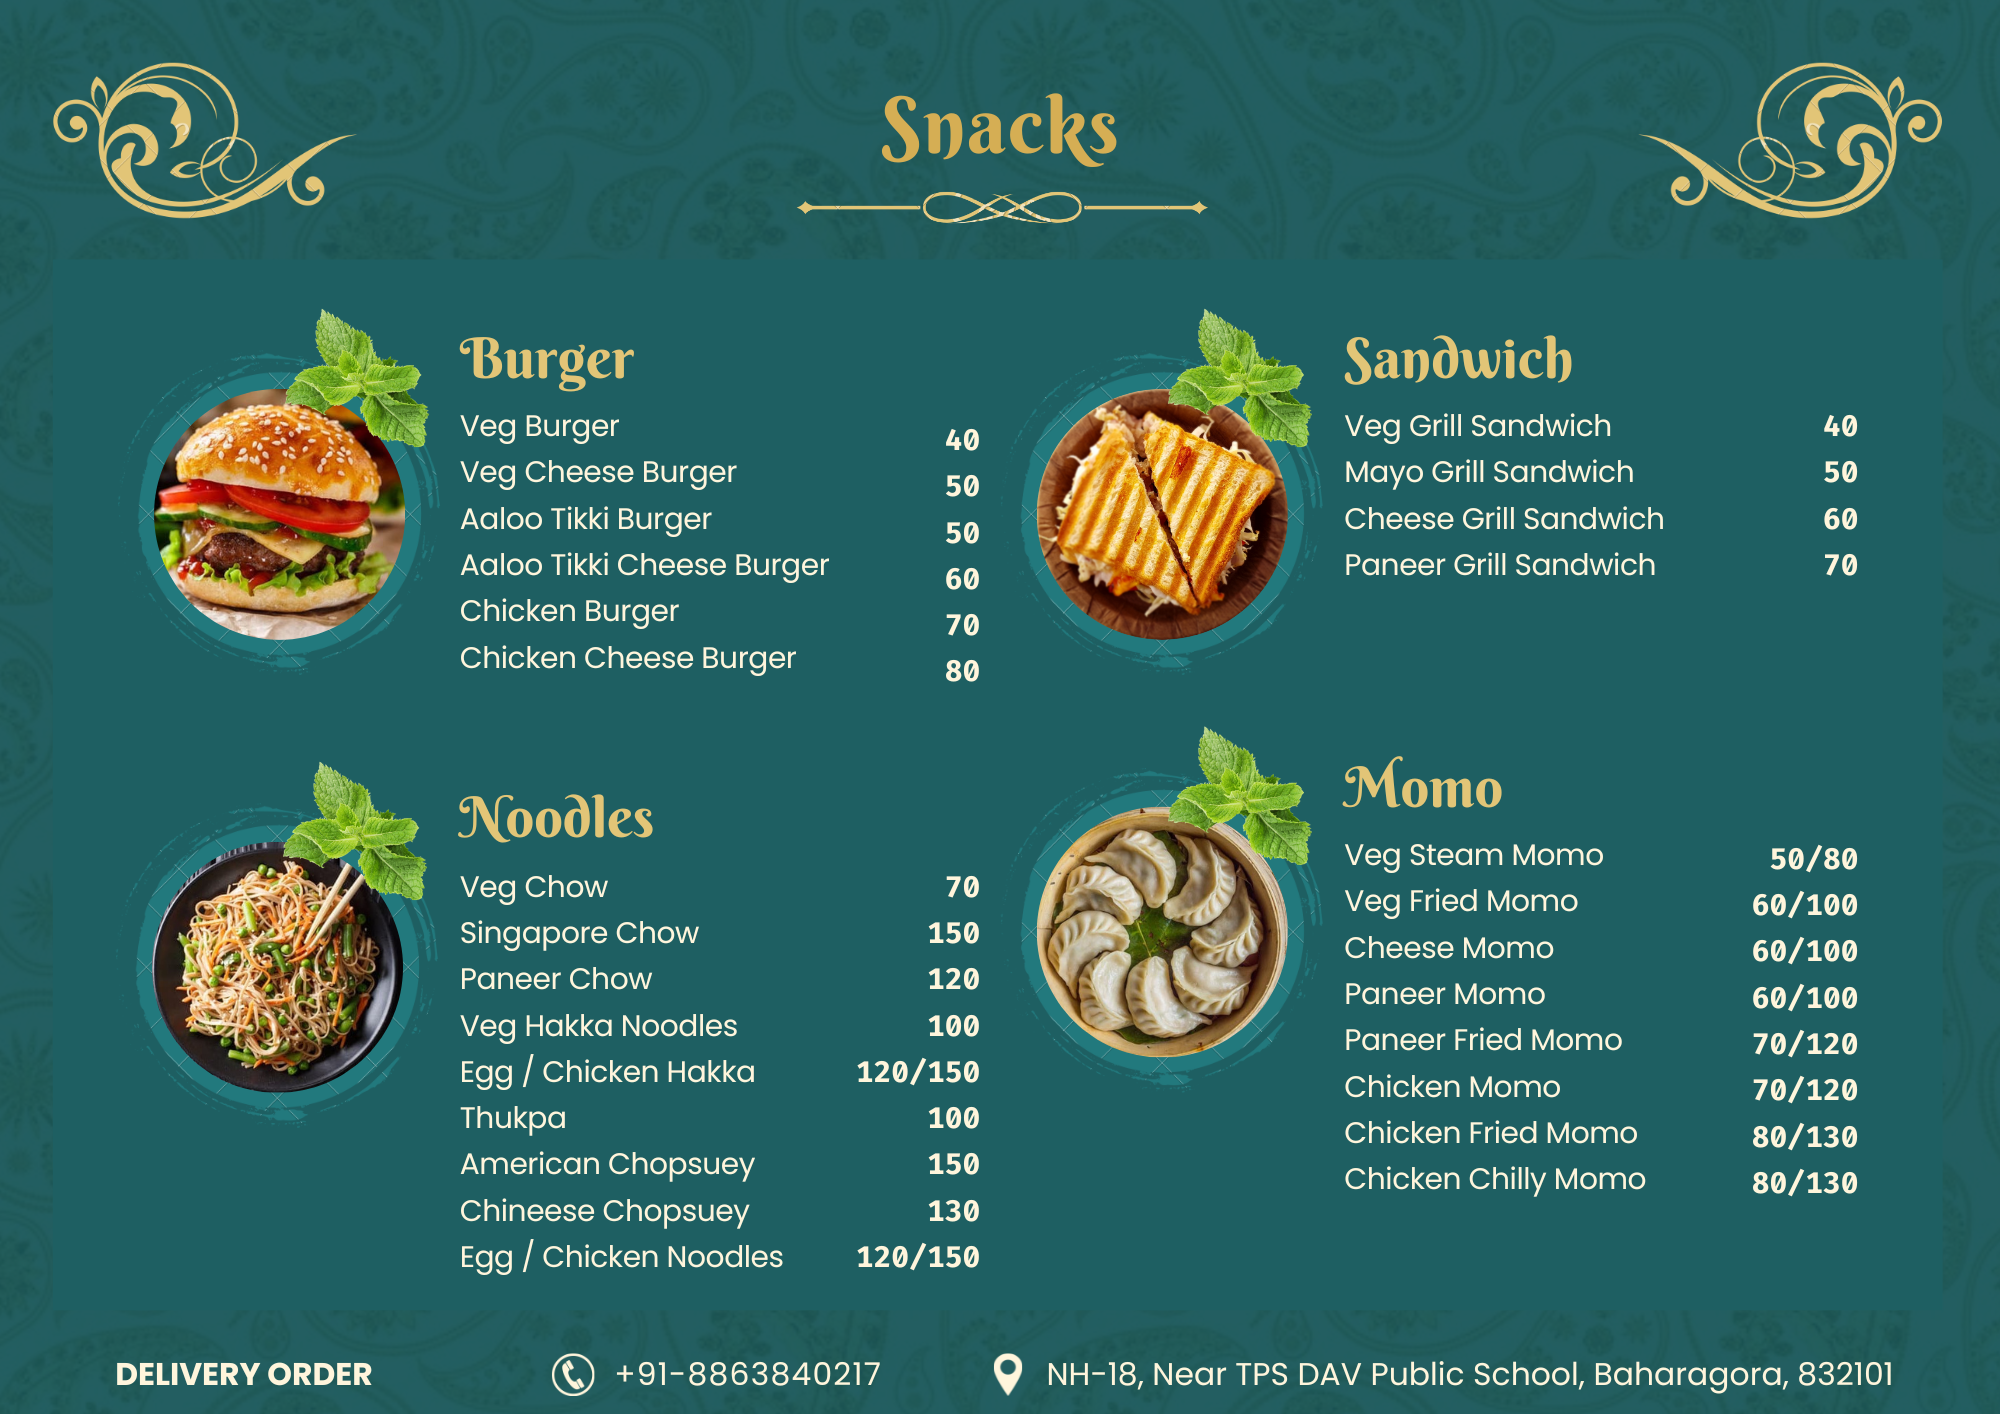 Snacks
Burger
Veg Burger 40
Veg Cheese Burger 50
Aaloo Tikki Burger 50
Aaloo Tikki Cheese Burger 60
Chicken Burger 70
Chicken Cheese Burger 80
Sandwich
Veg Grill Sandwich 40
Mayo Grill Sandwich 50
Cheese Grill Sandwich 60
Paneer Grill Sandwich 70
Noodles
Veg Chow 70
Singapore Chow 150
Paneer Chow 120
Veg Hakka Noodles 100
Egg / Chicken Hakka 120/150
Thukpa 100
American Chopsuey 150
Chineese Chopsuey 130
Egg / Chicken Noodles 120/150
Momo
Veg Steam Momo 50/80
Veg Fried Momo 60/100
Cheese Momo 60/100
Paneer Momo 60/100
Paneer Fried Momo 70/120
Chicken Momo 70/120
Chicken Fried Momo 80/130
Chicken Chilly Momo 80/130
DELIVERY ORDER +91-8863840217 NH-18, Near TPS DAV Public School, Baharagora, 832101